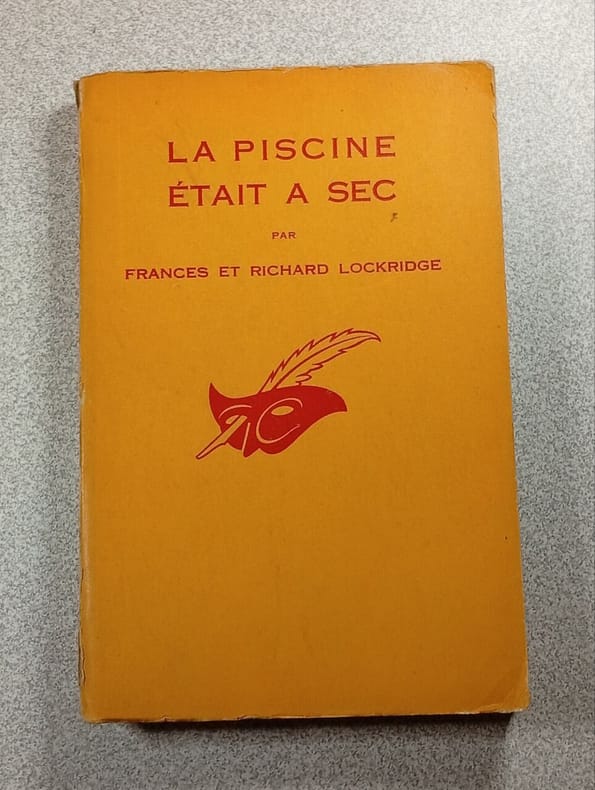 LA PISCINE
ÉTAIT A SEC
PAR
FRANCES ET RICHARD LOCKRIDGE